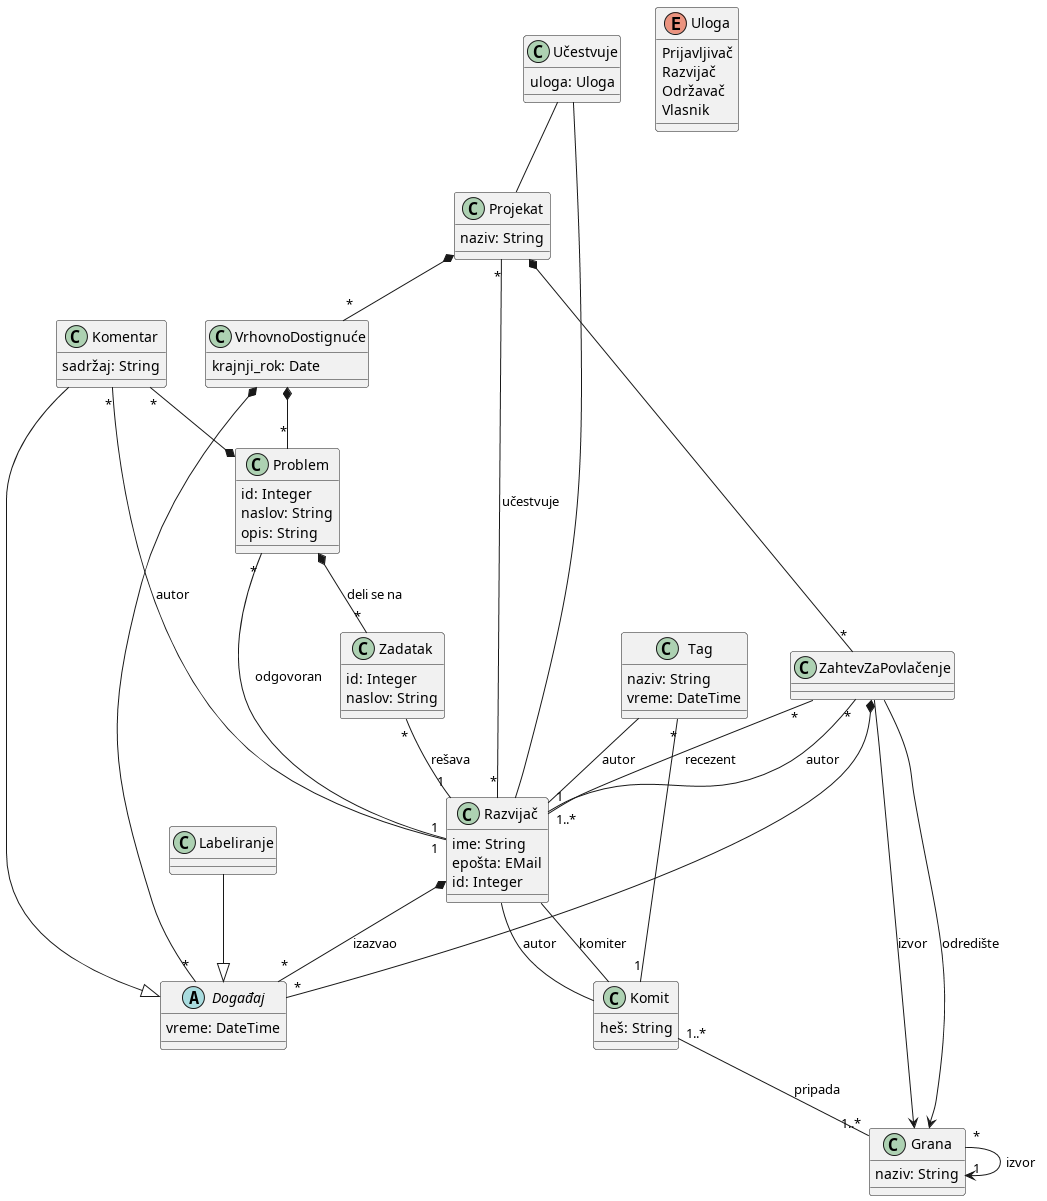 E Uloga
Prijavljivač
Razvijač
Održavač
Vlasnik
C Učestvuje
uloga: Uloga
C Projekat
naziv: String
*
*
*
C Komentar
sadržaj: String
C VrhovnoDostignuće
krajnji_rok: Date
*
*
*
C Problem
id: Integer
naslov: String
opis: String
učestvuje
*
autor
deli se na
*
odgovoran
*
C Zadatak
id: Integer
naslov: String
C Tag
naziv: String
vreme: DateTime
C ZahtevZaPovlačenje
*
*
*
*
rešava
autor
recezent
autor
1
*
1
1..*
1
1
C Razvijač
ime: String
epošta: EMail
id: Integer
C Labeliranje
izazvao
autor
komiter
izvor
odredište
*
*
*
1
A Događaj
vreme: DateTime
C Komit
heš: String
1..*
pripada
1..*
C Grana
naziv: String
*
1
izvor